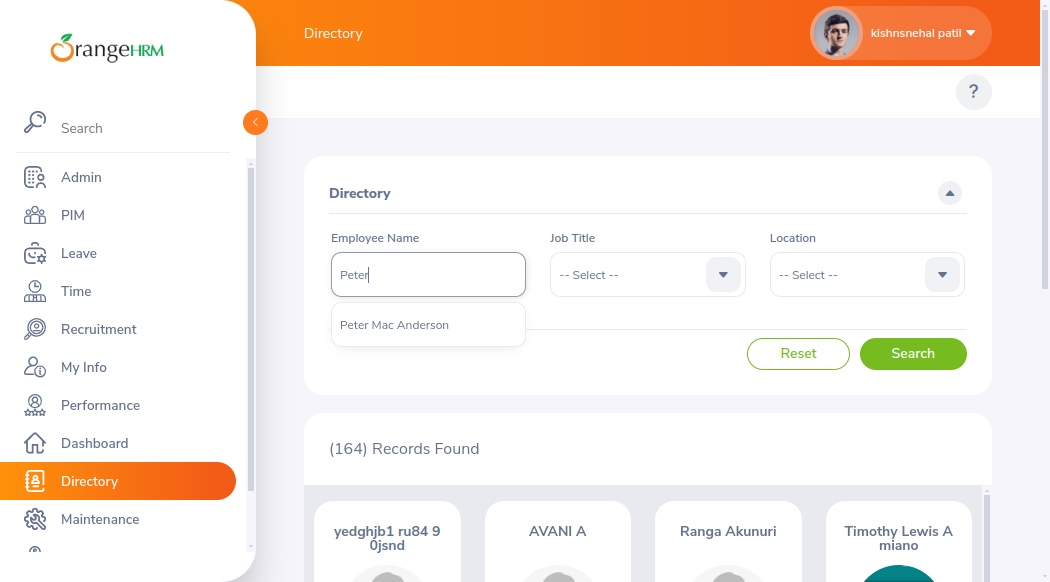 OrangeHRM
Search
Admin
PIM
Leave
Time
Recruitment
My Info
Performance
Dashboard
Directory
Maintenance
Directory
kishnsnehal patil
?
Directory
Employee Name
Job Title
Location
Peter
-- Select --
-- Select --
Peter Mac Anderson
Reset
Search
(164) Records Found
yedghjb1 ru84 9
0jsnd
AVANI A
Ranga Akunuri
Timothy Lewis A
miano